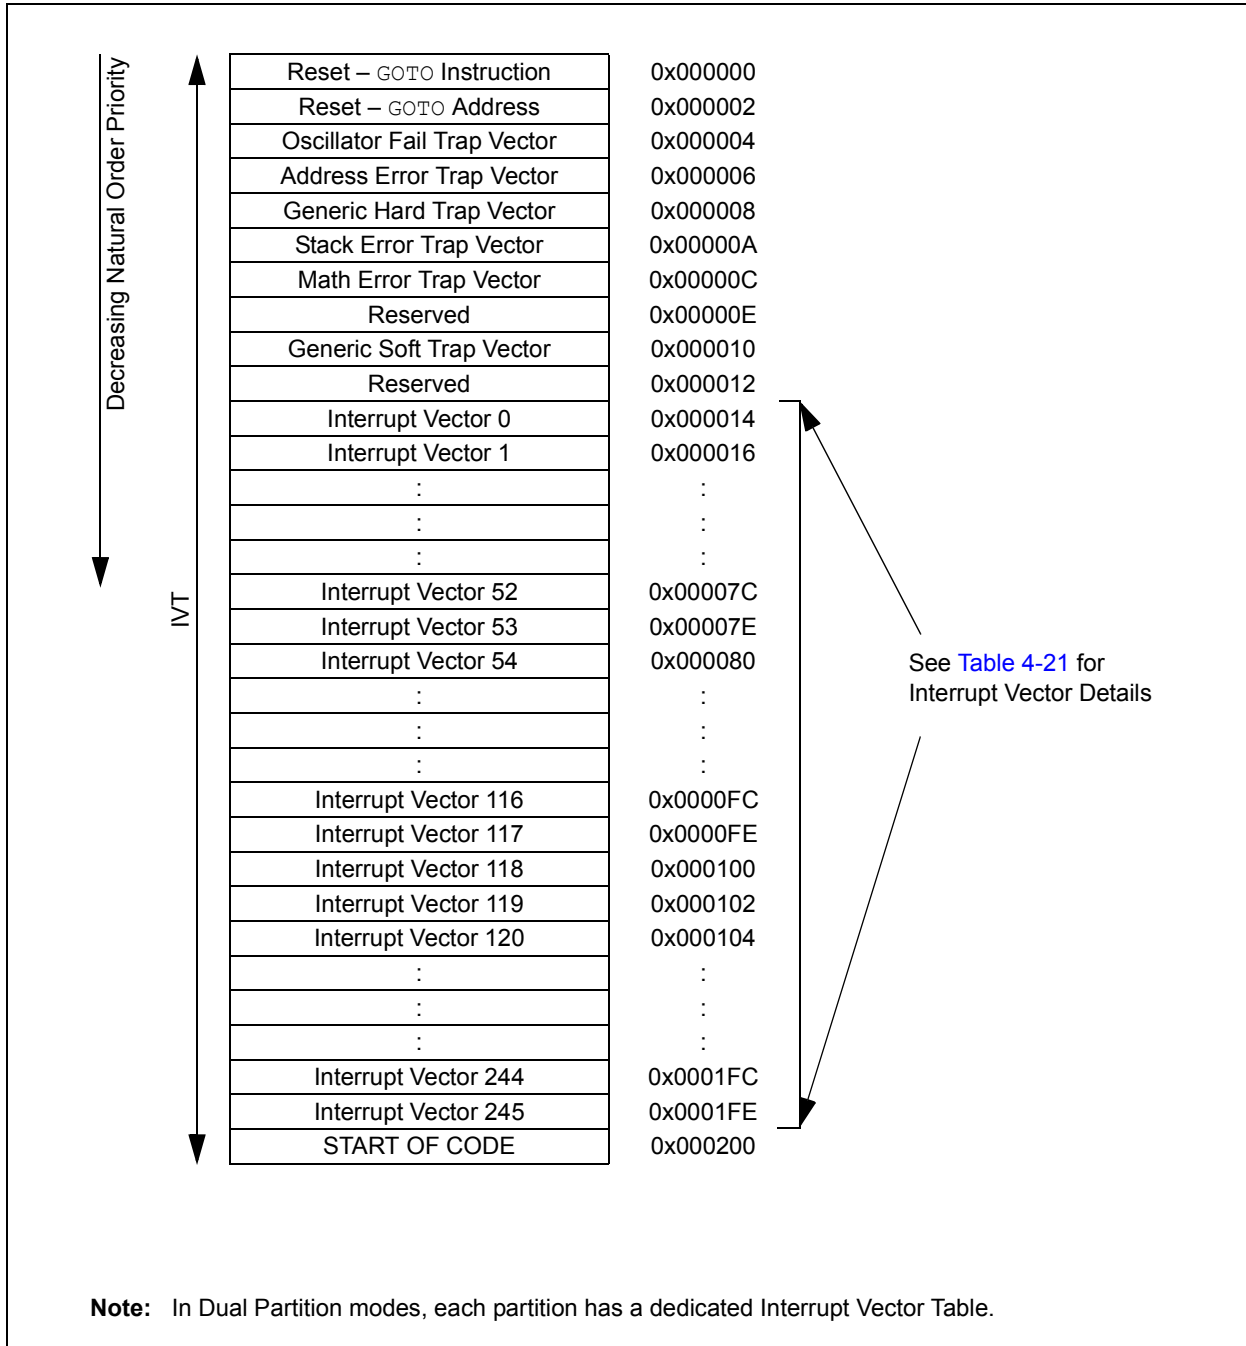 Decreasing Natural Order Priority
IVT
Reset – GOTO Instruction 0x000000
Reset – GOTO Address 0x000002
Oscillator Fail Trap Vector 0x000004
Address Error Trap Vector 0x000006
Generic Hard Trap Vector 0x000008
Stack Error Trap Vector 0x00000A
Math Error Trap Vector 0x00000C
Reserved 0x00000E
Generic Soft Trap Vector 0x000010
Reserved 0x000012
Interrupt Vector 0 0x000014
Interrupt Vector 1 0x000016
: :
: :
: :
Interrupt Vector 52 0x00007C
Interrupt Vector 53 0x00007E
Interrupt Vector 54 0x000080
: :
: :
: :
Interrupt Vector 116 0x0000FC
Interrupt Vector 117 0x0000FE
Interrupt Vector 118 0x000100
Interrupt Vector 119 0x000102
Interrupt Vector 120 0x000104
: :
: :
: :
Interrupt Vector 244 0x0001FC
Interrupt Vector 245 0x0001FE
START OF CODE 0x000200
See Table 4-21 for
Interrupt Vector Details
Note: In Dual Partition modes, each partition has a dedicated Interrupt Vector Table.